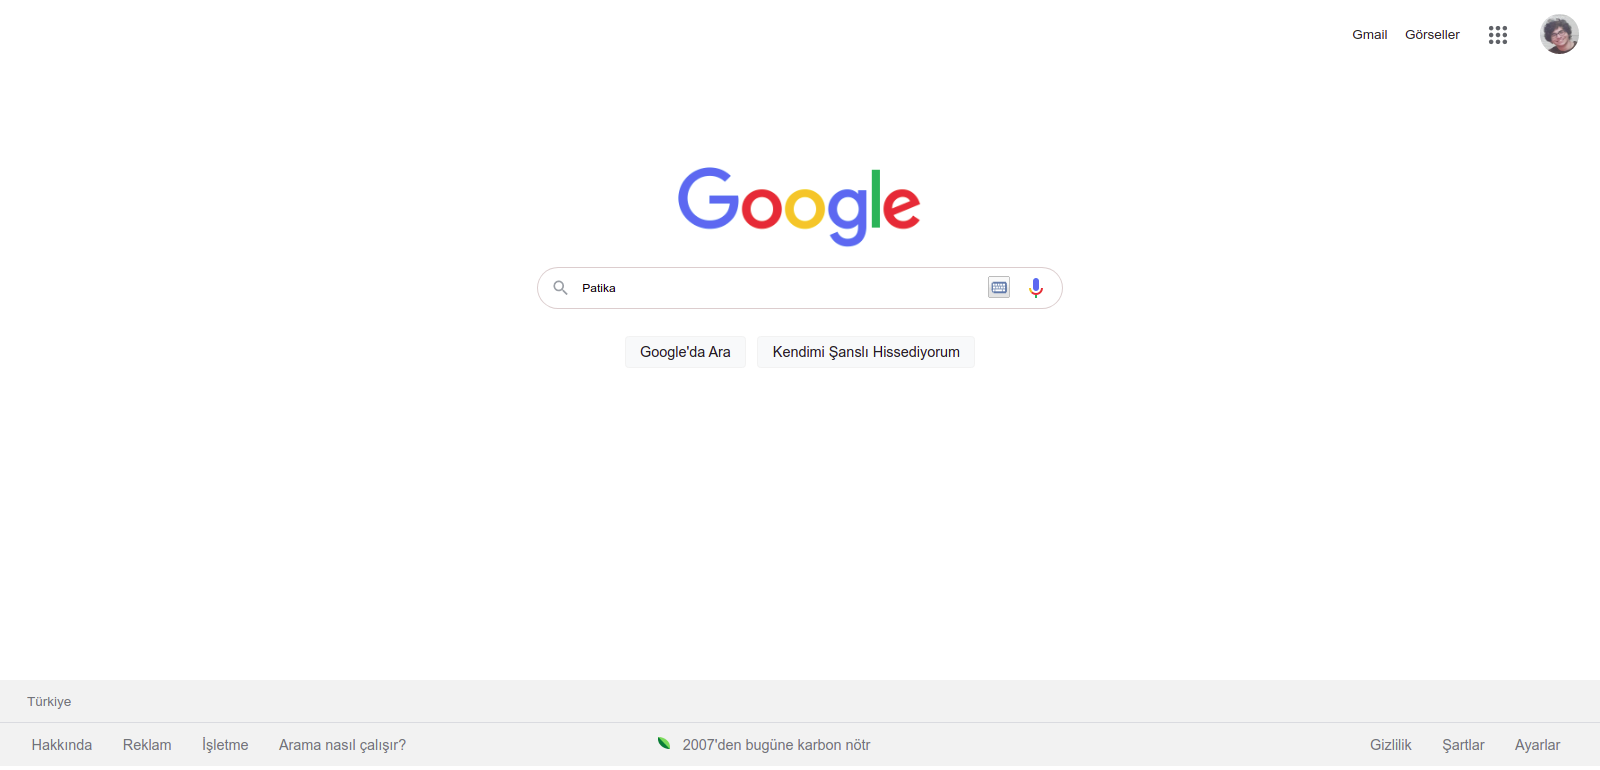 Gmail Görseller
Google
Patika
Google'da Ara Kendimi Şanslı Hissediyorum
Türkiye
Hakkında Reklam İşletme Arama nasıl çalışır? 2007'den bugüne karbon nötr Gizlilik Şartlar Ayarlar